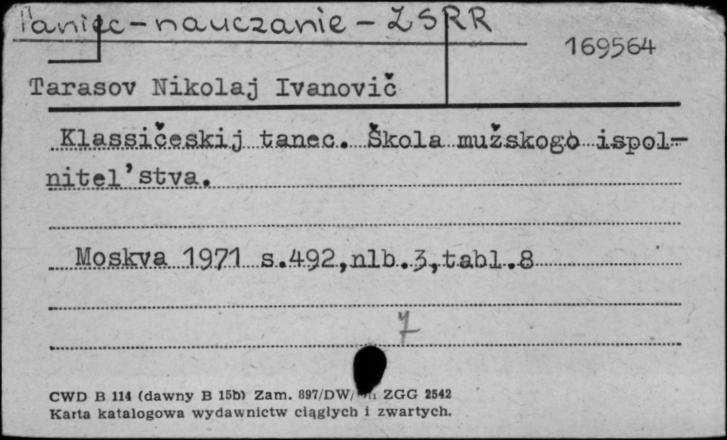 Taniec - nauczanie - ZSRR
169564
Tarasov Nikolaj Ivanovič
Klassičeskij tanec. Škola mužskogo ispol-
nitel'stva.
Moskva 1971 s.492,nlb.3,tabl.8
7
CWD B 114 (dawny B 15b) Zam. 897/DW/ ZGG 2542
Karta katalogowa wydawnictw ciągłych i zwartych.